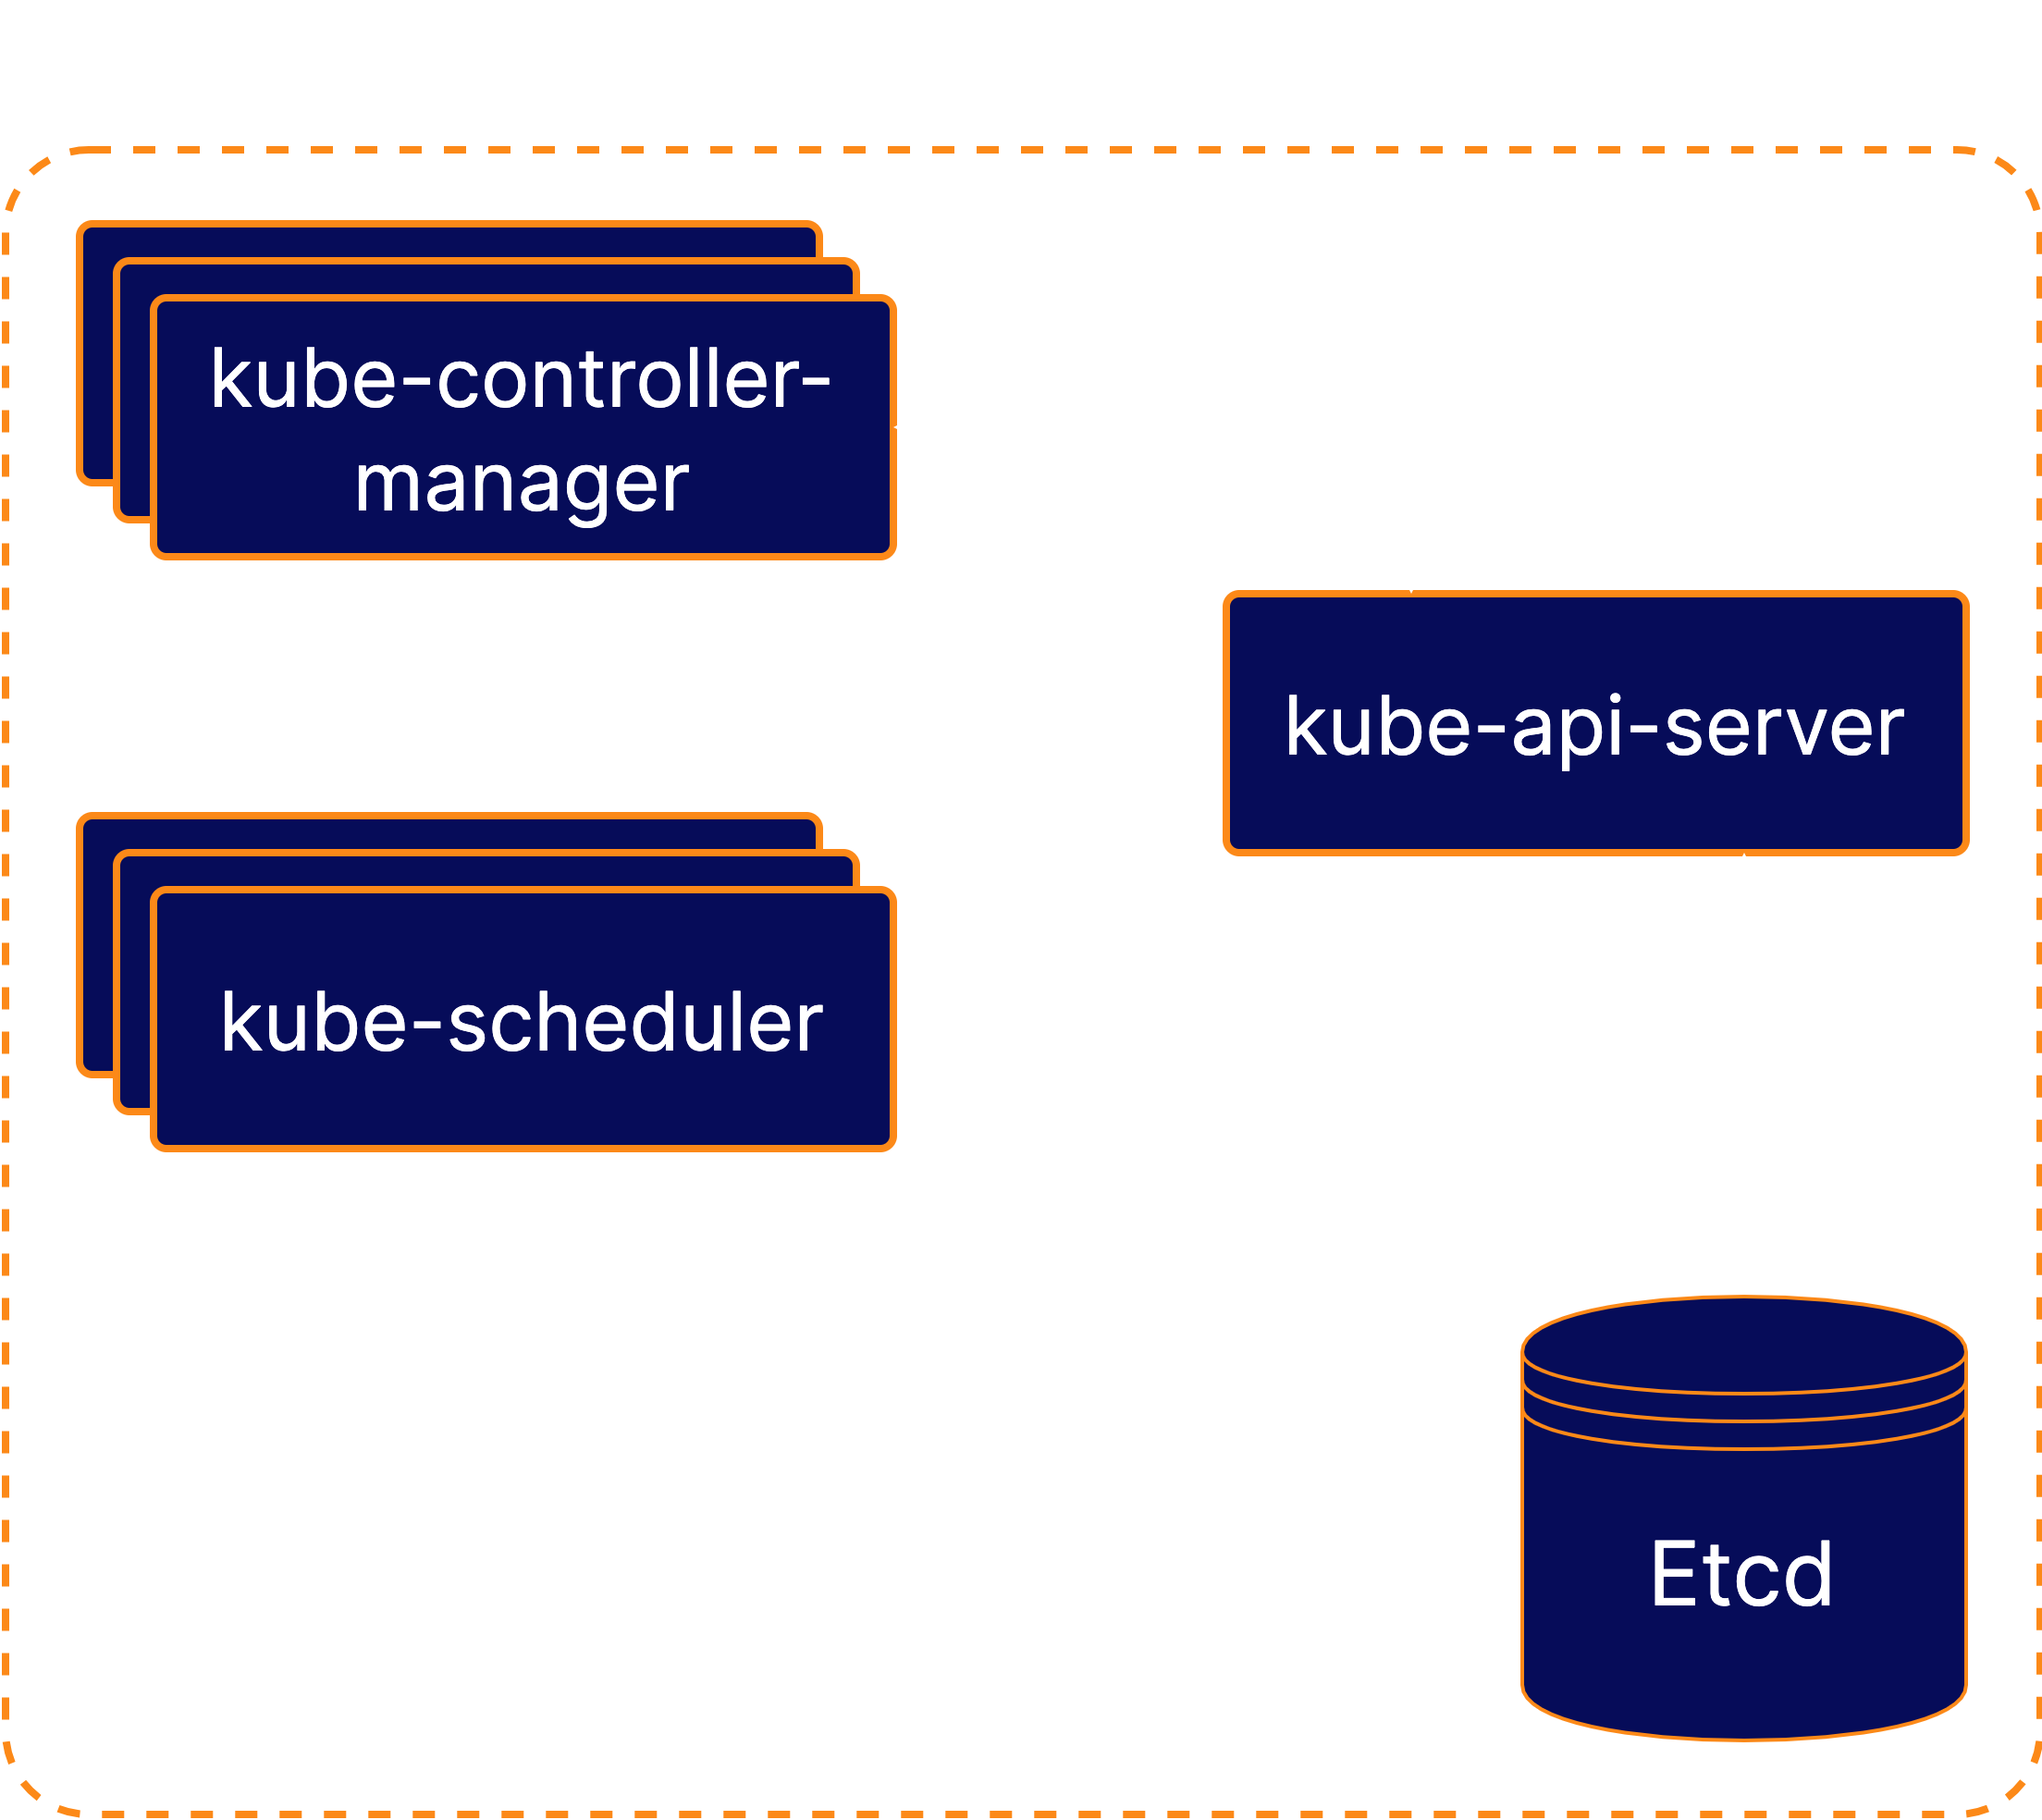 kube-controller-
manager
kube-api-server
kube-scheduler
Etcd